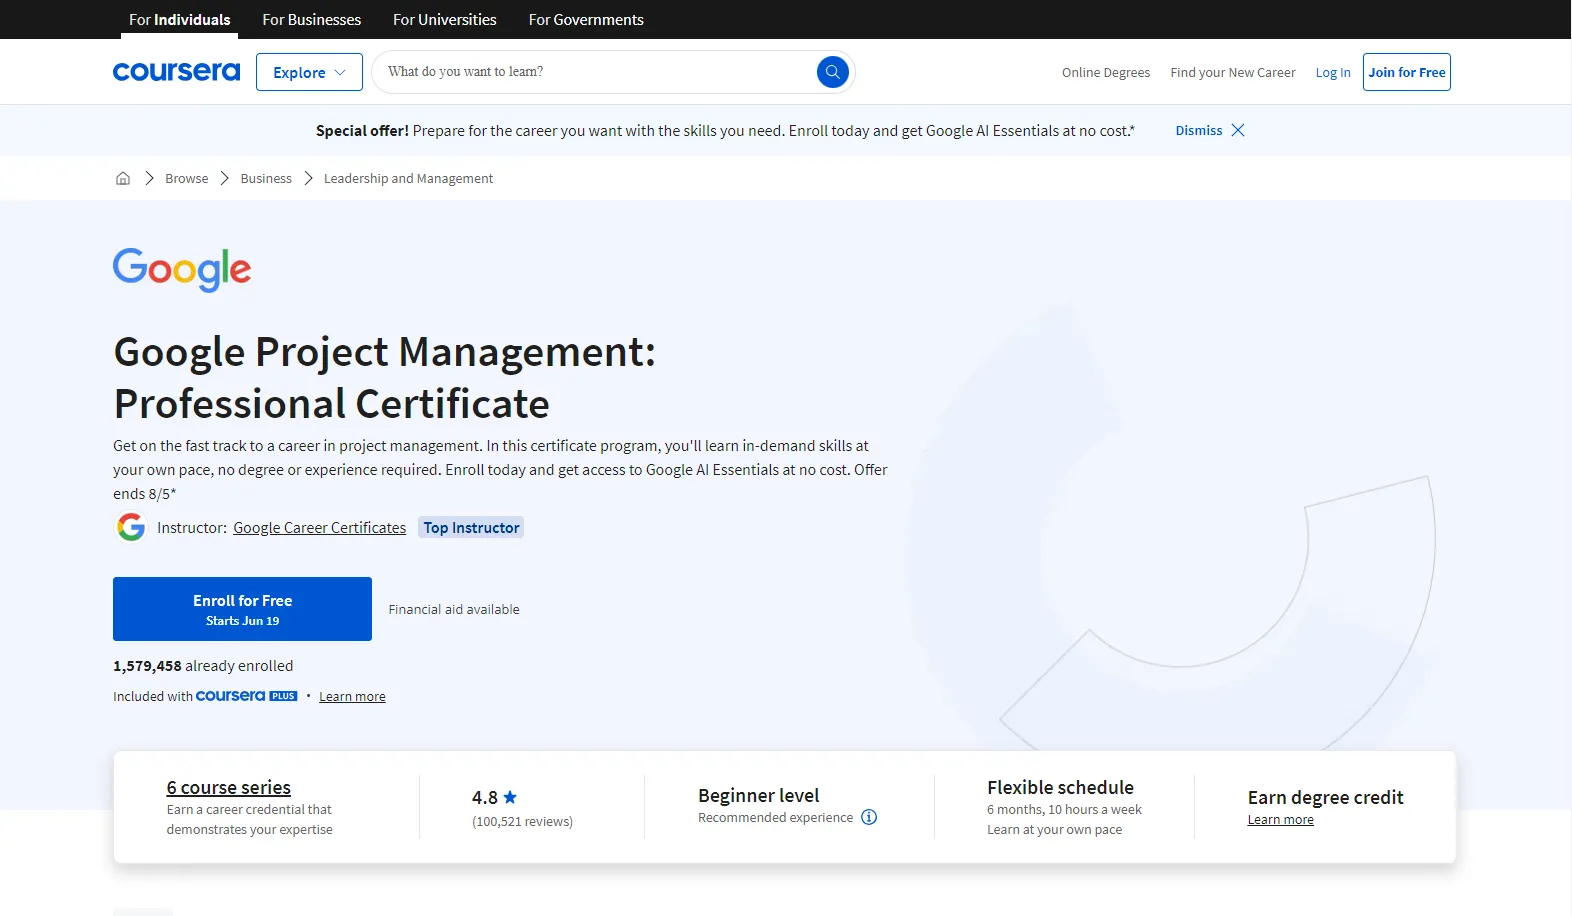 For Individuals
For Businesses
For Universities
For Governments
coursera
Explore
What do you want to learn?
Online Degrees
Find your New Career
Log In
Join for Free
Special offer! Prepare for the career you want with the skills you need. Enroll today and get Google AI Essentials at no cost.*
Dismiss
Browse
Business
Leadership and Management
Google
Google Project Management:
Professional Certificate
Get on the fast track to a career in project management. In this certificate program, you'll learn in-demand skills at
your own pace, no degree or experience required. Enroll today and get access to Google AI Essentials at no cost. Offer
ends 8/5*
G
Instructor: Google Career Certificates
Top Instructor
Enroll for Free
Starts Jun 19
Financial aid available
1,579,458 already enrolled
Included with coursera PLUS • Learn more
6 course series
Earn a career credential that
demonstrates your expertise
4.8
(100,521 reviews)
Beginner level
Recommended experience
Flexible schedule
6 months, 10 hours a week
Learn at your own pace
Earn degree credit
Learn more